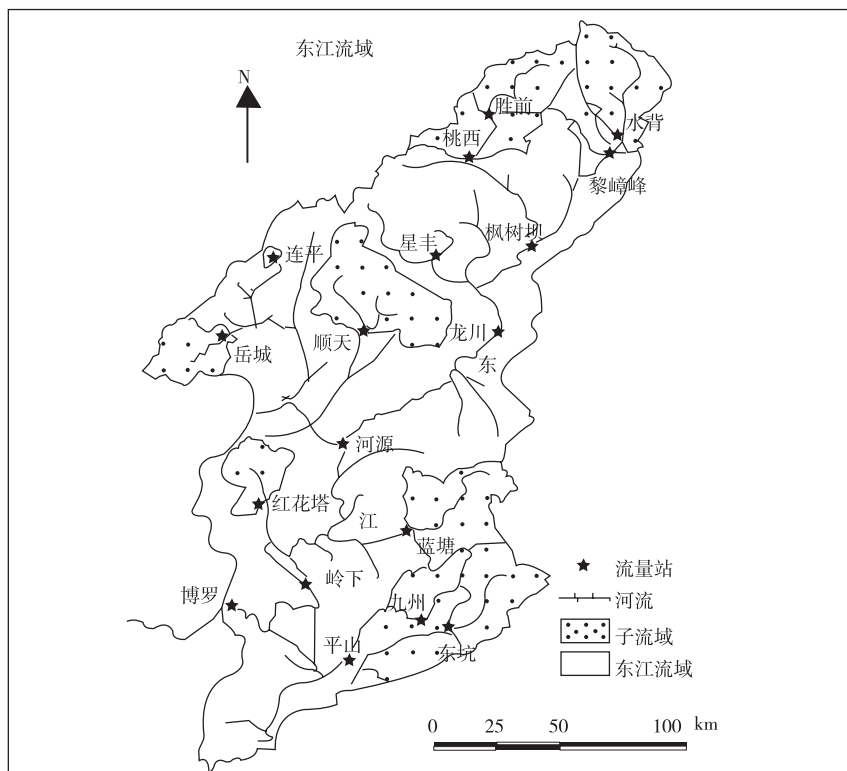 东江流域
N
胜前
水背
桃西
黎嶂峰
枫树坝
星丰
连平
顺天
龙川
岳城
东
河源
红花塔
江
蓝塘
流量站
岭下
博罗
九州
河流
子流域
平山
东坑
东江流域
0 25 50 100 km